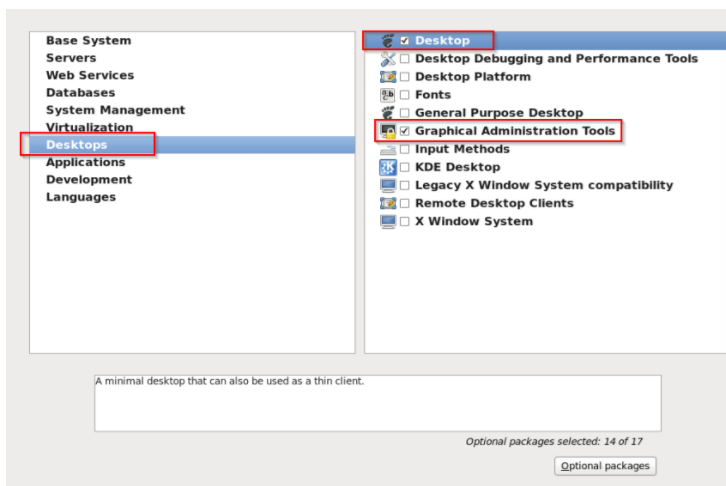 Base System
Servers
Web Services
Databases
System Management
Virtualization
Desktops
Applications
Development
Languages
Desktop
Desktop Debugging and Performance Tools
Desktop Platform
Fonts
General Purpose Desktop
Graphical Administration Tools
Input Methods
KDE Desktop
Legacy X Window System compatibility
Remote Desktop Clients
X Window System
A minimal desktop that can also be used as a thin client.
Optional packages selected: 14 of 17
Optional packages